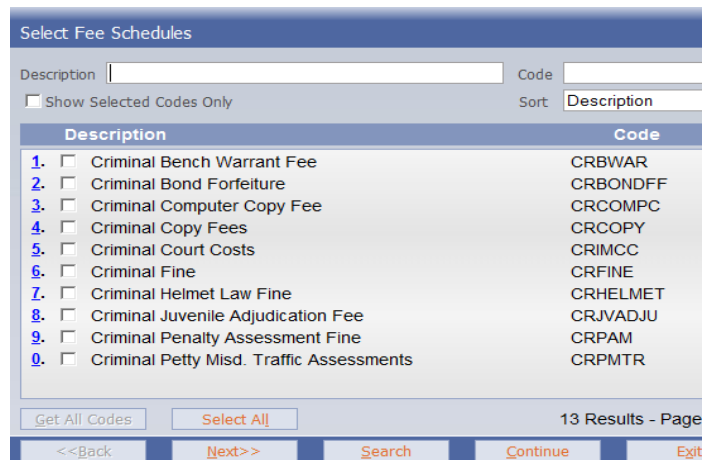 Select Fee Schedules
Description Code
Show Selected Codes Only Sort Description
Description Code
1. Criminal Bench Warrant Fee CRBWAR
2. Criminal Bond Forfeiture CRBONDFF
3. Criminal Computer Copy Fee CRCOMPC
4. Criminal Copy Fees CRCOPY
5. Criminal Court Costs CRIMCC
6. Criminal Fine CRFINE
7. Criminal Helmet Law Fine CRHELMET
8. Criminal Juvenile Adjudication Fee CRJVADJU
9. Criminal Penalty Assessment Fine CRPAM
0. Criminal Petty Misd. Traffic Assessments CRPMTR
Get All Codes Select All 13 Results - Page
<<Back Next>> Search Continue Exit